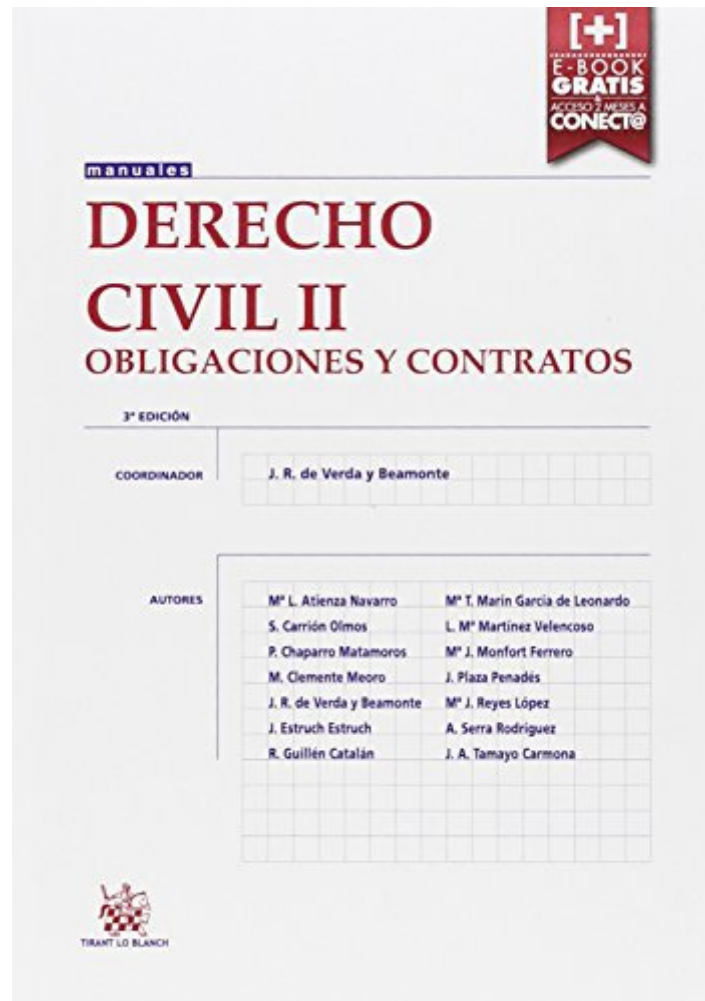 [+]
E-BOOK
GRATIS
&
ACCESO 2 MESES A
CONECT@
manuales
DERECHO
CIVIL II
OBLIGACIONES Y CONTRATOS
3ª EDICIÓN
COORDINADOR
J. R. de Verda y Beamonte
AUTORES
Mª L. Atienza Navarro
S. Carrión Olmos
P. Chaparro Matamoros
M. Clemente Meoro
J. R. de Verda y Beamonte
J. Estruch Estruch
R. Guillén Catalán
Mª T. Marín García de Leonardo
L. Mª Martínez Velencoso
Mª J. Monfort Ferrero
J. Plaza Penadés
Mª J. Reyes López
A. Serra Rodríguez
J. A. Tamayo Carmona
TIRANT LO BLANCH